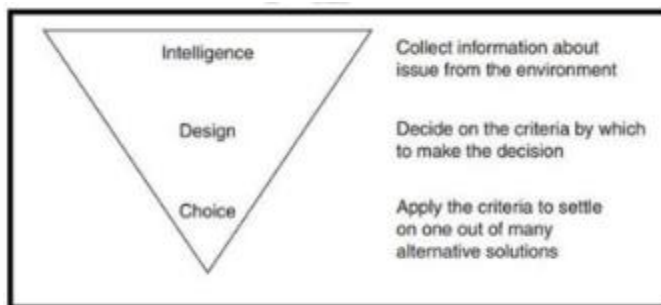 Intelligence
Collect information about
issue from the environment
Design
Decide on the criteria by which
to make the decision
Choice
Apply the criteria to settle
on one out of many
alternative solutions